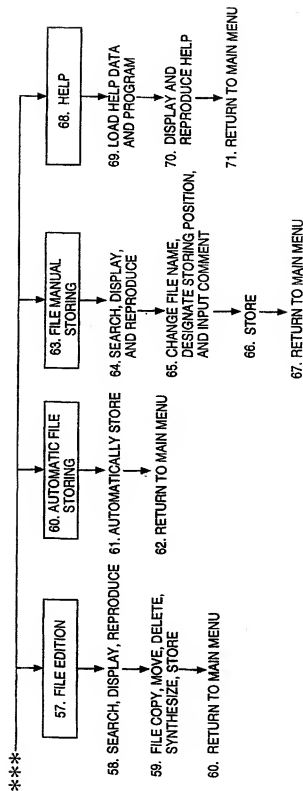 ***
57. FILE EDITION
58. SEARCH, DISPLAY, REPRODUCE
59. FILE COPY, MOVE, DELETE,
SYNTHESIZE, STORE
60. RETURN TO MAIN MENU
60. AUTOMATIC FILE
STORING
61. AUTOMATICALLY STORE
62. RETURN TO MAIN MENU
63. FILE MANUAL
STORING
64. SEARCH, DISPLAY,
AND REPRODUCE
65. CHANGE FILE NAME,
DESIGNATE STORING POSITION,
AND INPUT COMMENT
66. STORE
67. RETURN TO MAIN MENU
68. HELP
69. LOAD HELP DATA
AND PROGRAM
70. DISPLAY AND
REPRODUCE HELP
71. RETURN TO MAIN MENU